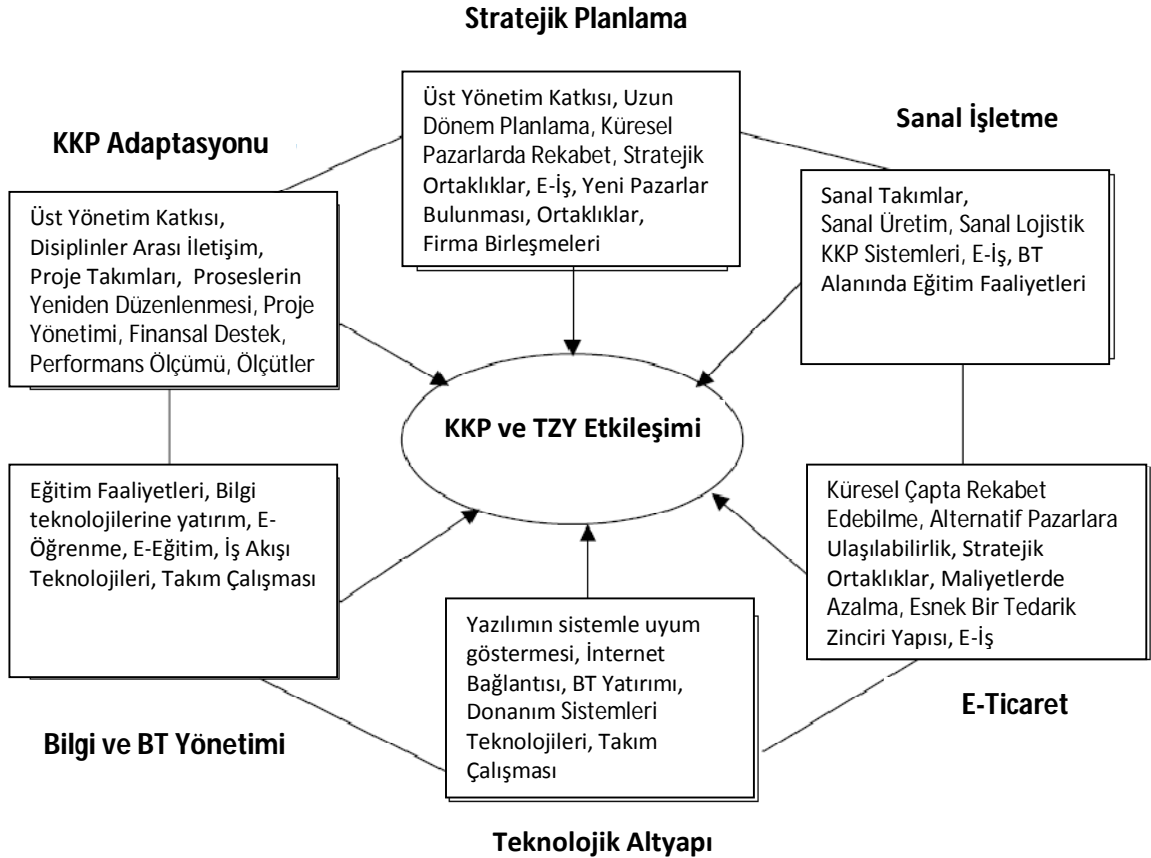 Stratejik Planlama
Üst Yönetim Katkısı, Uzun
Dönem Planlama, Küresel
Pazarlarda Rekabet, Stratejik
Ortaklıklar, E-İş, Yeni Pazarlar
Bulunması, Ortaklıklar,
Firma Birleşmeleri
Sanal İşletme
Sanal Takımlar,
Sanal Üretim, Sanal Lojistik
KKP Sistemleri, E-İş, BT
Alanında Eğitim Faaliyetleri
KKP Adaptasyonu
Üst Yönetim Katkısı,
Disiplinler Arası İletişim,
Proje Takımları, Proseslerin
Yeniden Düzenlenmesi, Proje
Yönetimi, Finansal Destek,
Performans Ölçümü, Ölçütler
KKP ve TZY Etkileşimi
Eğitim Faaliyetleri, Bilgi
teknolojilerine yatırım, E-
Öğrenme, E-Eğitim, İş Akışı
Teknolojileri, Takım Çalışması
Bilgi ve BT Yönetimi
Yazılımın sistemle uyum
göstermesi, İnternet
Bağlantısı, BT Yatırımı,
Donanım Sistemleri
Teknolojileri, Takım
Çalışması
Teknolojik Altyapı
Küresel Çapta Rekabet
Edebilme, Alternatif Pazarlara
Ulaşılabilirlik, Stratejik
Ortaklıklar, Maliyetlerde
Azalma, Esnek Bir Tedarik
Zinciri Yapısı, E-İş
E-Ticaret